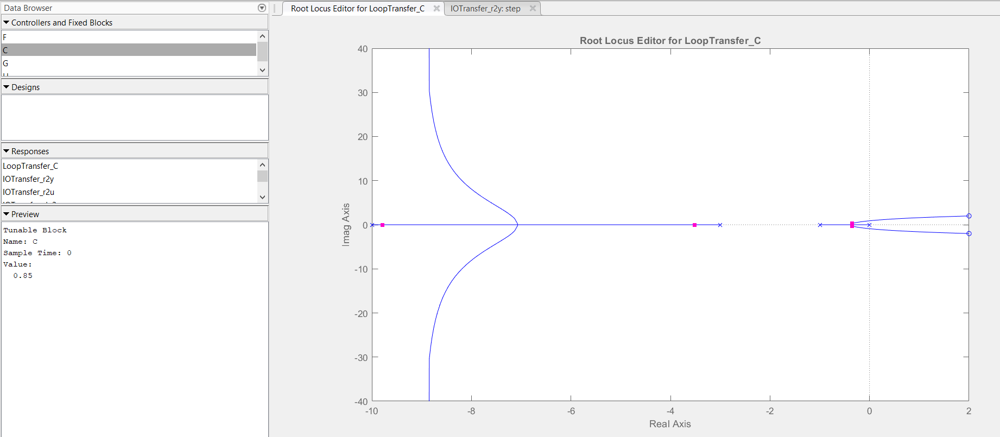 Data Browser
Controllers and Fixed Blocks
F
C
G
Designs
Responses
LoopTransfer_C
IOTransfer_r2y
IOTransfer_r2u
Preview
Tunable Block
Name: C
Sample Time: 0
Value:
0.85
Root Locus Editor for LoopTransfer_C
IOTransfer_r2y: step
Root Locus Editor for LoopTransfer_C
40
30
20
10
0
-10
-20
-30
-40
Imag Axis
-10 -8 -6 -4 -2 0 2
Real Axis